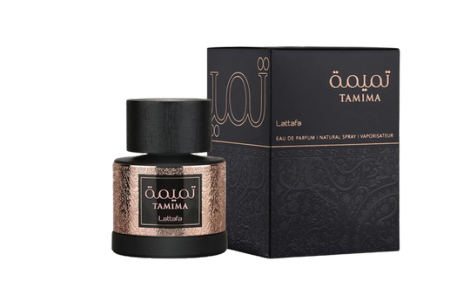 تميمة
TAMIMA
Lattafa
تميمة
TAMIMA
Lattafa
EAU DE PARFUM I NATURAL SPRAY I VAPORISATEUR